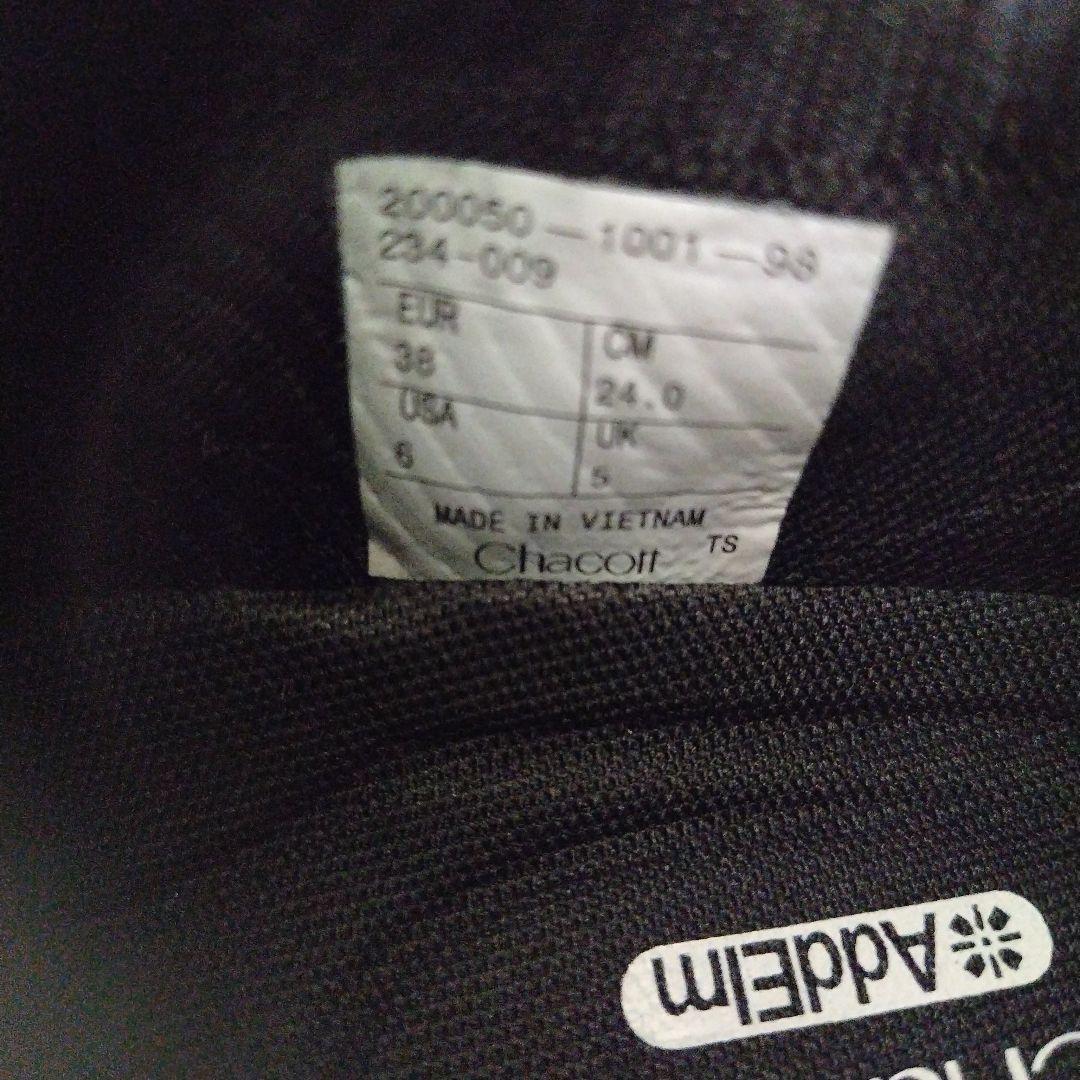 200050-1001-98
234-009
EUR
38
CM
24.0
USA
6
UK
5
MADE IN VIETNAM
Chacott TS
AddElm